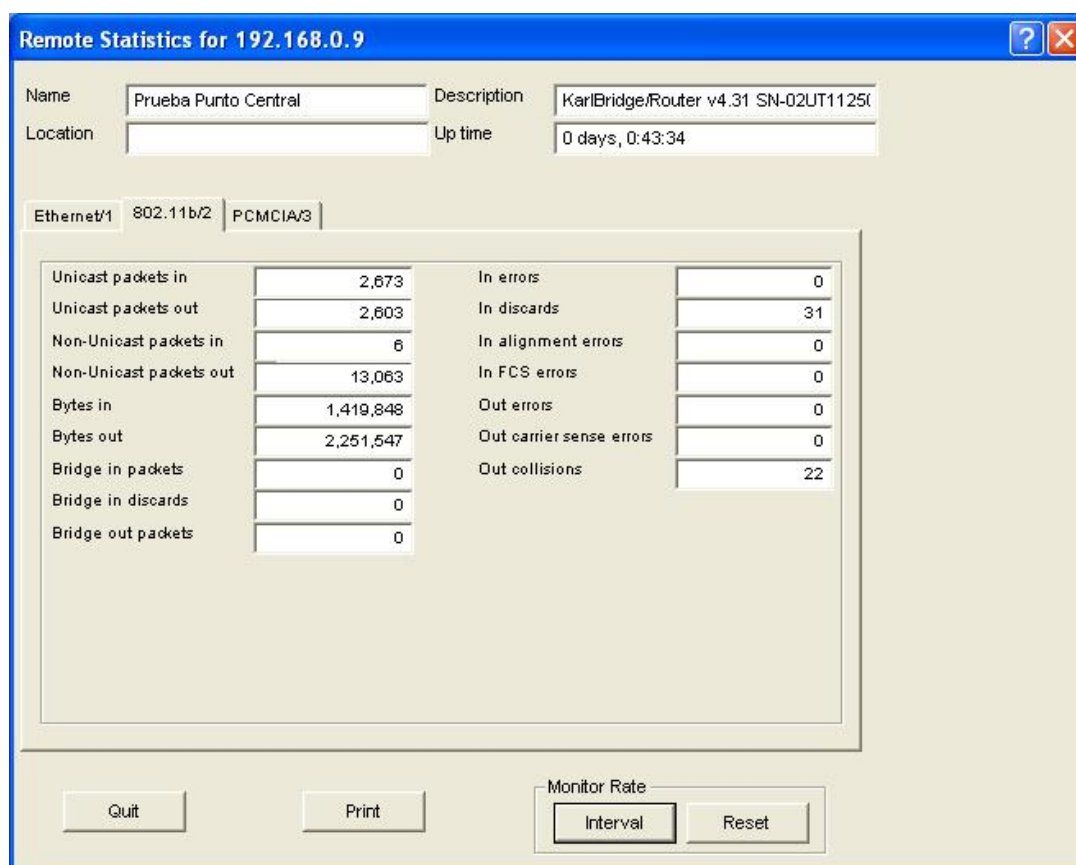 Remote Statistics for 192.168.0.9
Name Prueba Punto Central Description KarlBridge/Router v4.31 SN-02UT1125(
Location Up time 0 days, 0:43:34
Ethernet/1 802.11b/2 PCMCIA/3
Unicast packets in 2,673 In errors 0
Unicast packets out 2,603 In discards 31
Non-Unicast packets in 6 In alignment errors 0
Non-Unicast packets out 13,063 In FCS errors 0
Bytes in 1,419,848 Out errors 0
Bytes out 2,251,547 Out carrier sense errors 0
Bridge in packets 0 Out collisions 22
Bridge in discards 0
Bridge out packets 0
Monitor Rate
Quit Print Interval Reset